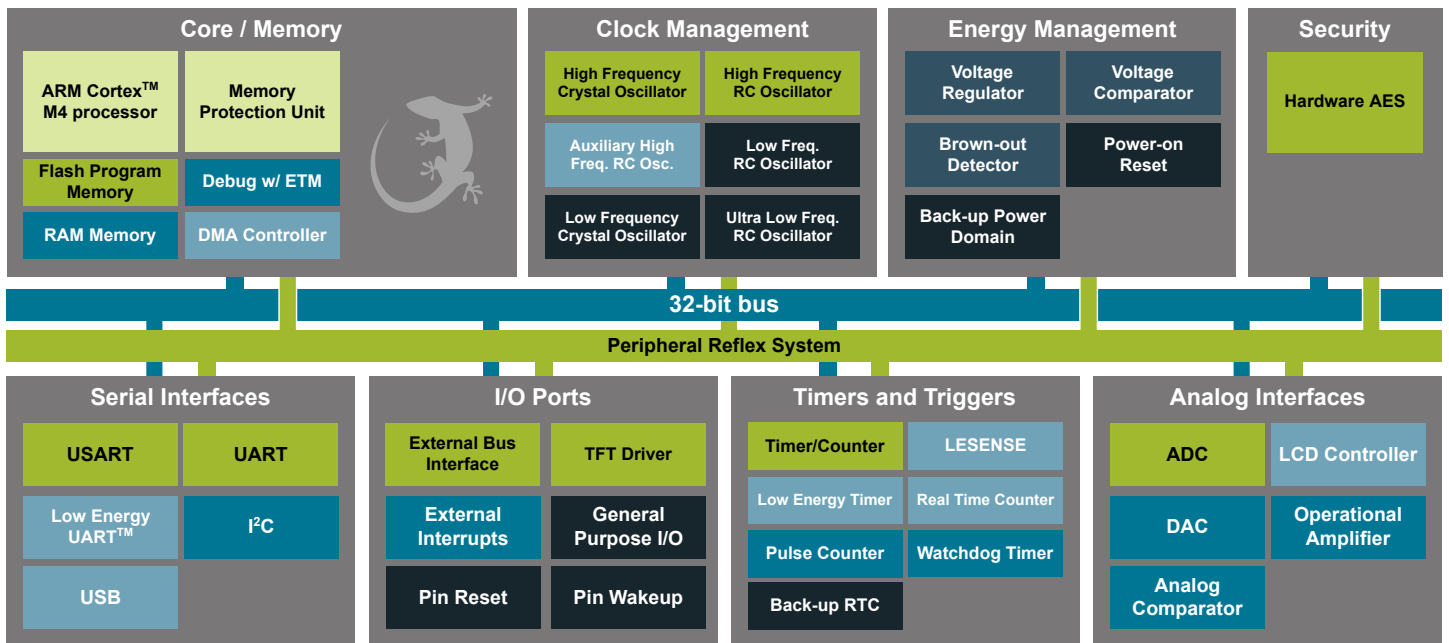 Core / Memory
ARM Cortex™
M4 processor
Memory
Protection Unit
Flash Program
Memory
Debug w/ ETM
RAM Memory
DMA Controller
Clock Management
High Frequency
Crystal Oscillator
High Frequency
RC Oscillator
Auxiliary High
Freq. RC Osc.
Low Freq.
RC Oscillator
Low Frequency
Crystal Oscillator
Ultra Low Freq.
RC Oscillator
Energy Management
Voltage
Regulator
Voltage
Comparator
Brown-out
Detector
Power-on
Reset
Back-up Power
Domain
Security
Hardware AES
32-bit bus
Peripheral Reflex System
Serial Interfaces
USART
UART
Low Energy
UART™
I²C
USB
I/O Ports
External Bus
Interface
TFT Driver
External
Interrupts
General
Purpose I/O
Pin Reset
Pin Wakeup
Timers and Triggers
Timer/Counter
LESENSE
Low Energy Timer
Real Time Counter
Pulse Counter
Watchdog Timer
Back-up RTC
Analog Interfaces
ADC
LCD Controller
DAC
Operational
Amplifier
Analog
Comparator